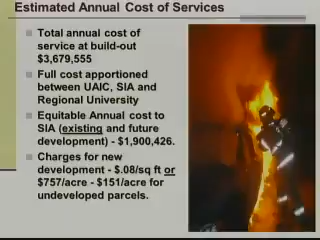 Estimated Annual Cost of Services
Total annual cost of
service at build-out
$3,679,555
Full cost apportioned
between UAIC, SIA and
Regional University
Equitable Annual cost to
SIA (existing and future
development) - $1,900,426.
Charges for new
development - $.08/sq ft or
$757/acre - $151/acre for
undeveloped parcels.